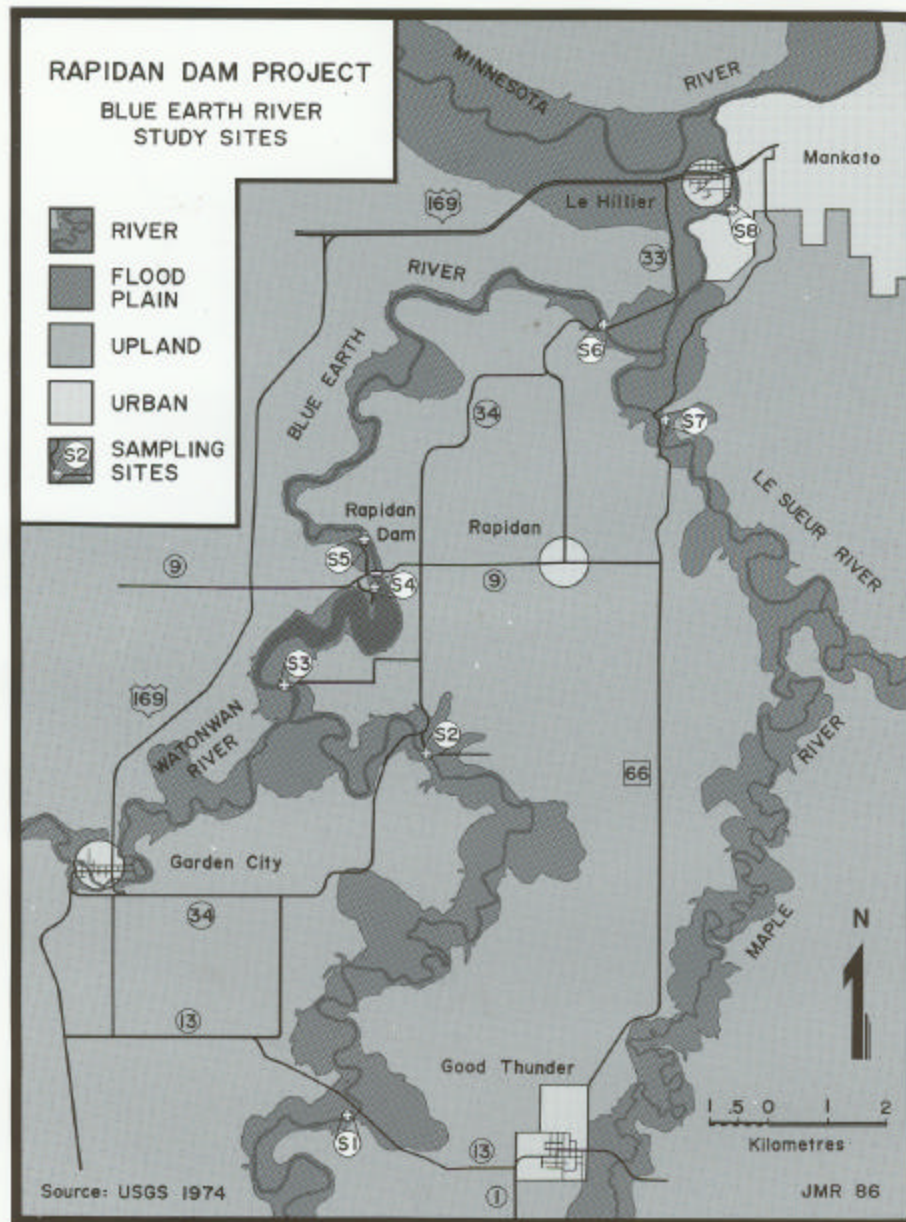 RAPIDAN DAM PROJECT
BLUE EARTH RIVER
STUDY SITES
RIVER
FLOOD
PLAIN
UPLAND
URBAN
S2
SAMPLING
SITES
MINNESOTA
RIVER
Mankato
Le Hillier
169
S8
33
RIVER
S6
BLUE EARTH
34
S7
LE SUEUR RIVER
Rapidan
Dam
Rapidan
9
S5
S4
9
S3
169
WATONWAN
RIVER
S2
66
RIVER
MAPLE
Garden City
34
N
13
Good Thunder
1 .5 0 1 2
Kilometres
S1
13
1
Source: USGS 1974
JMR 86